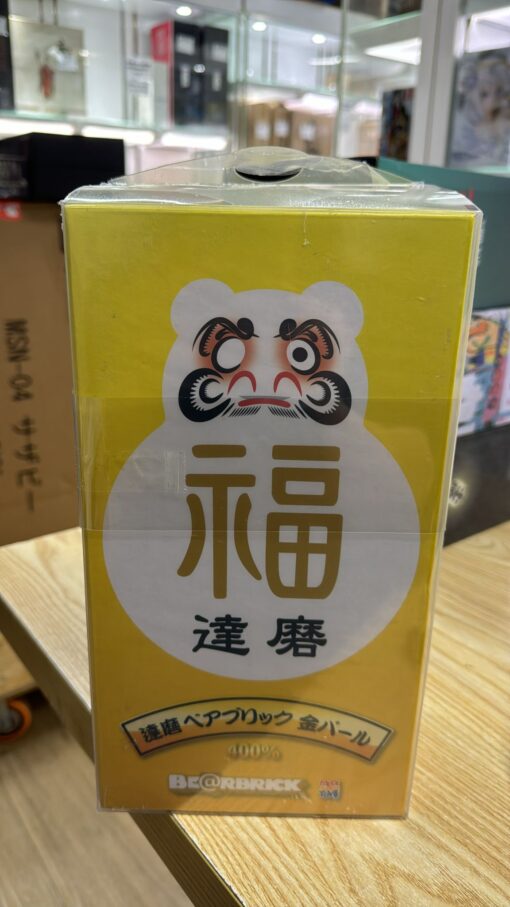 福
達磨
達磨 ベアブリック 金パール
400%
BE@RBRICK
MSN-04 サザビー